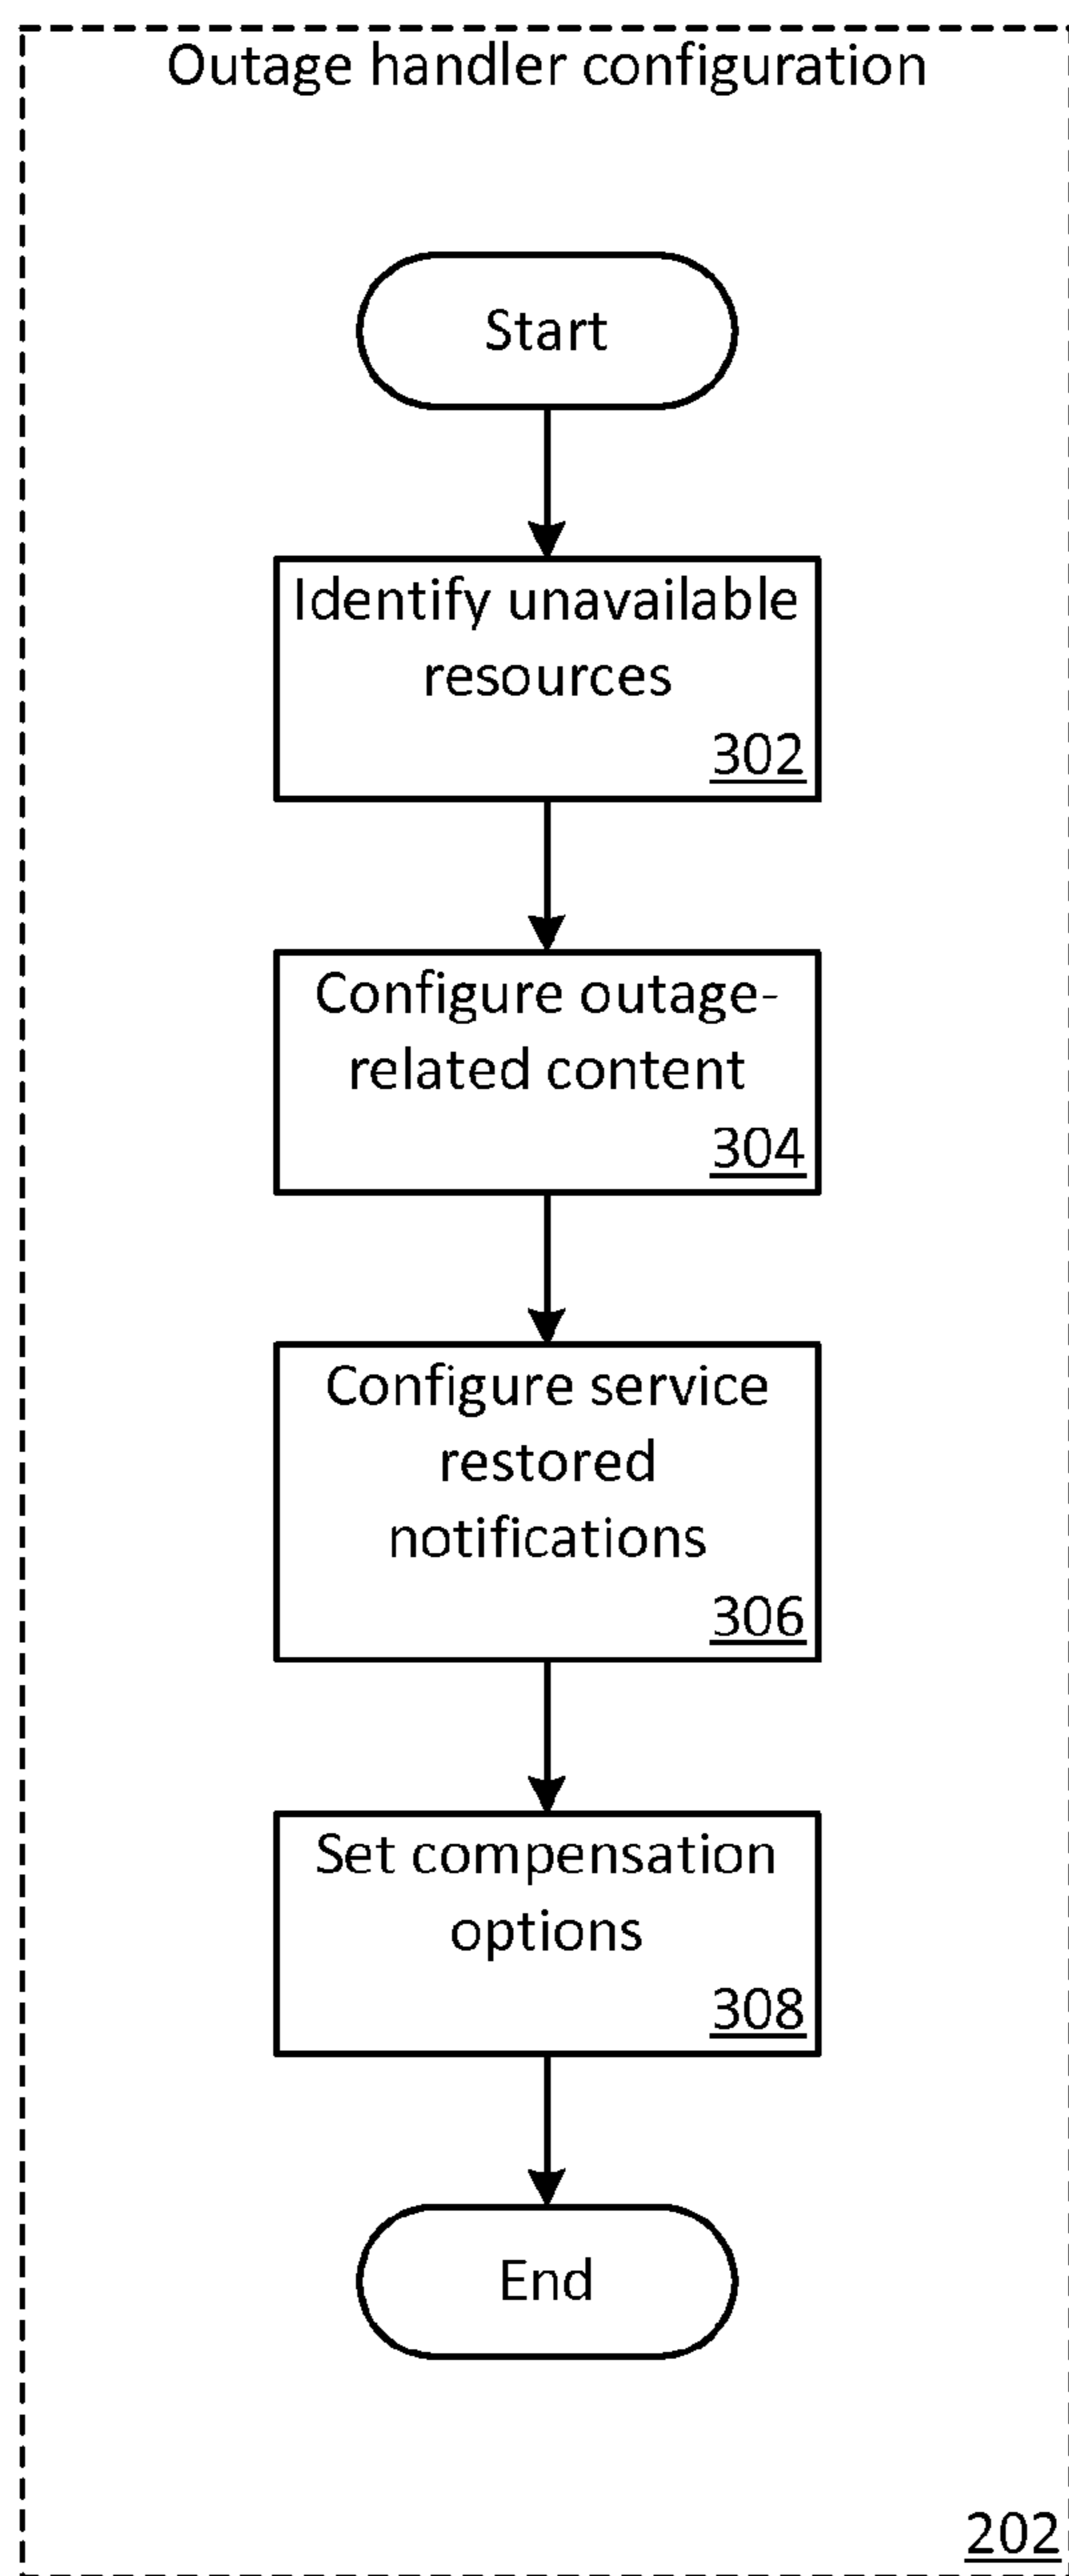 Outage handler configuration
Start
Identify unavailable
resources
302
Configure outage-
related content
304
Configure service
restored
notifications
306
Set compensation
options
308
End
202